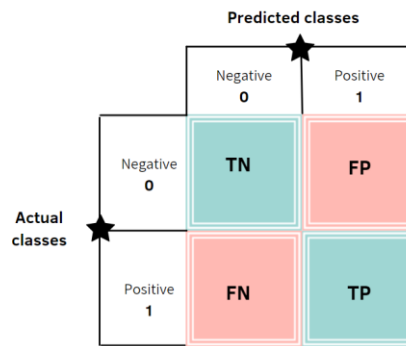 Predicted classes
Negative
0
Positive
1
Negative
0
TN
FP
Actual
classes
Positive
1
FN
TP